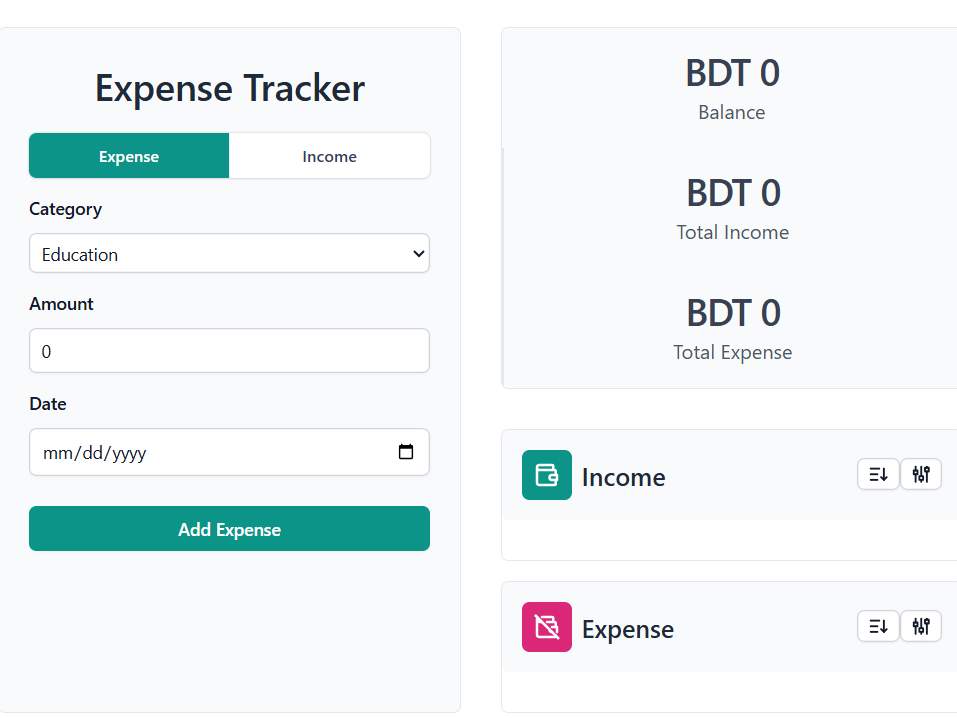 Expense Tracker
Expense Income
Category
Education
Amount
0
Date
mm/dd/yyyy
Add Expense
BDT 0
Balance
BDT 0
Total Income
BDT 0
Total Expense
Income
Expense